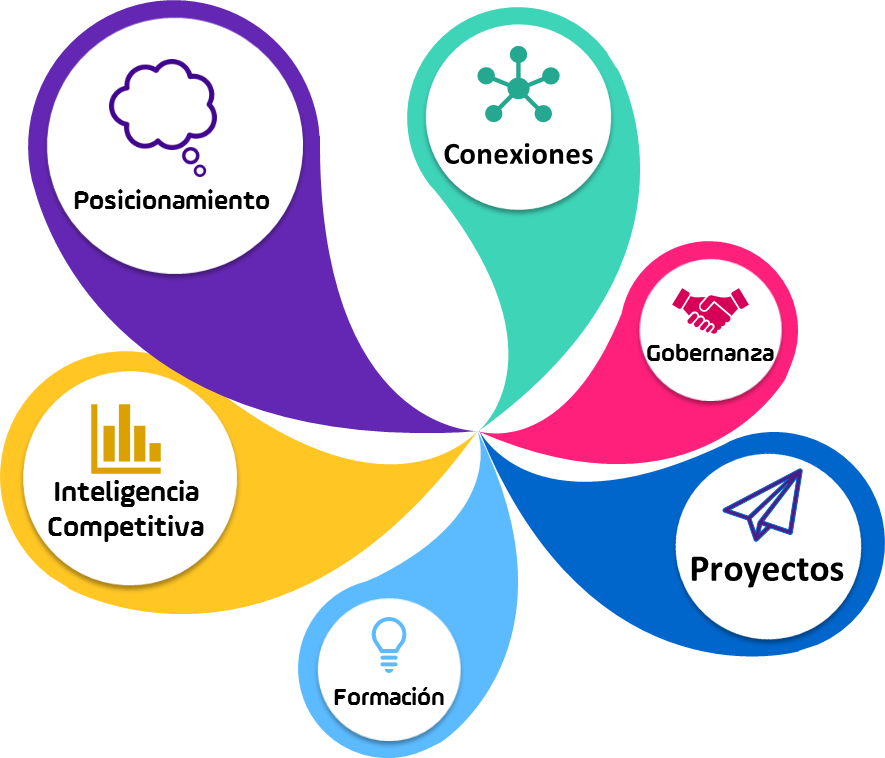 Conexiones
Posicionamiento
Gobernanza
Inteligencia
Competitiva
Proyectos
Formación